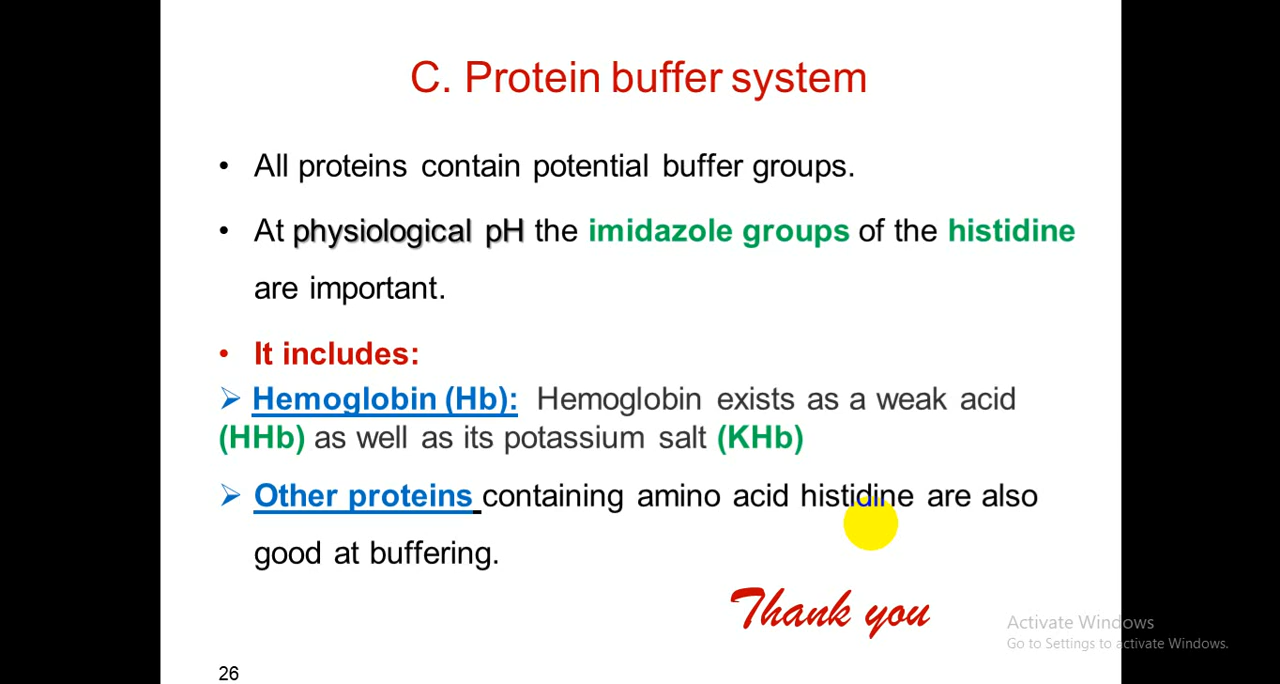 C. Protein buffer system
• All proteins contain potential buffer groups.
• At physiological pH the imidazole groups of the histidine
are important.
• It includes:
➢ Hemoglobin (Hb): Hemoglobin exists as a weak acid
(HHb) as well as its potassium salt (KHb)
➢ Other proteins containing amino acid histidine are also
good at buffering.
Thank you
Activate Windows
Go to Settings to activate Windows.
26